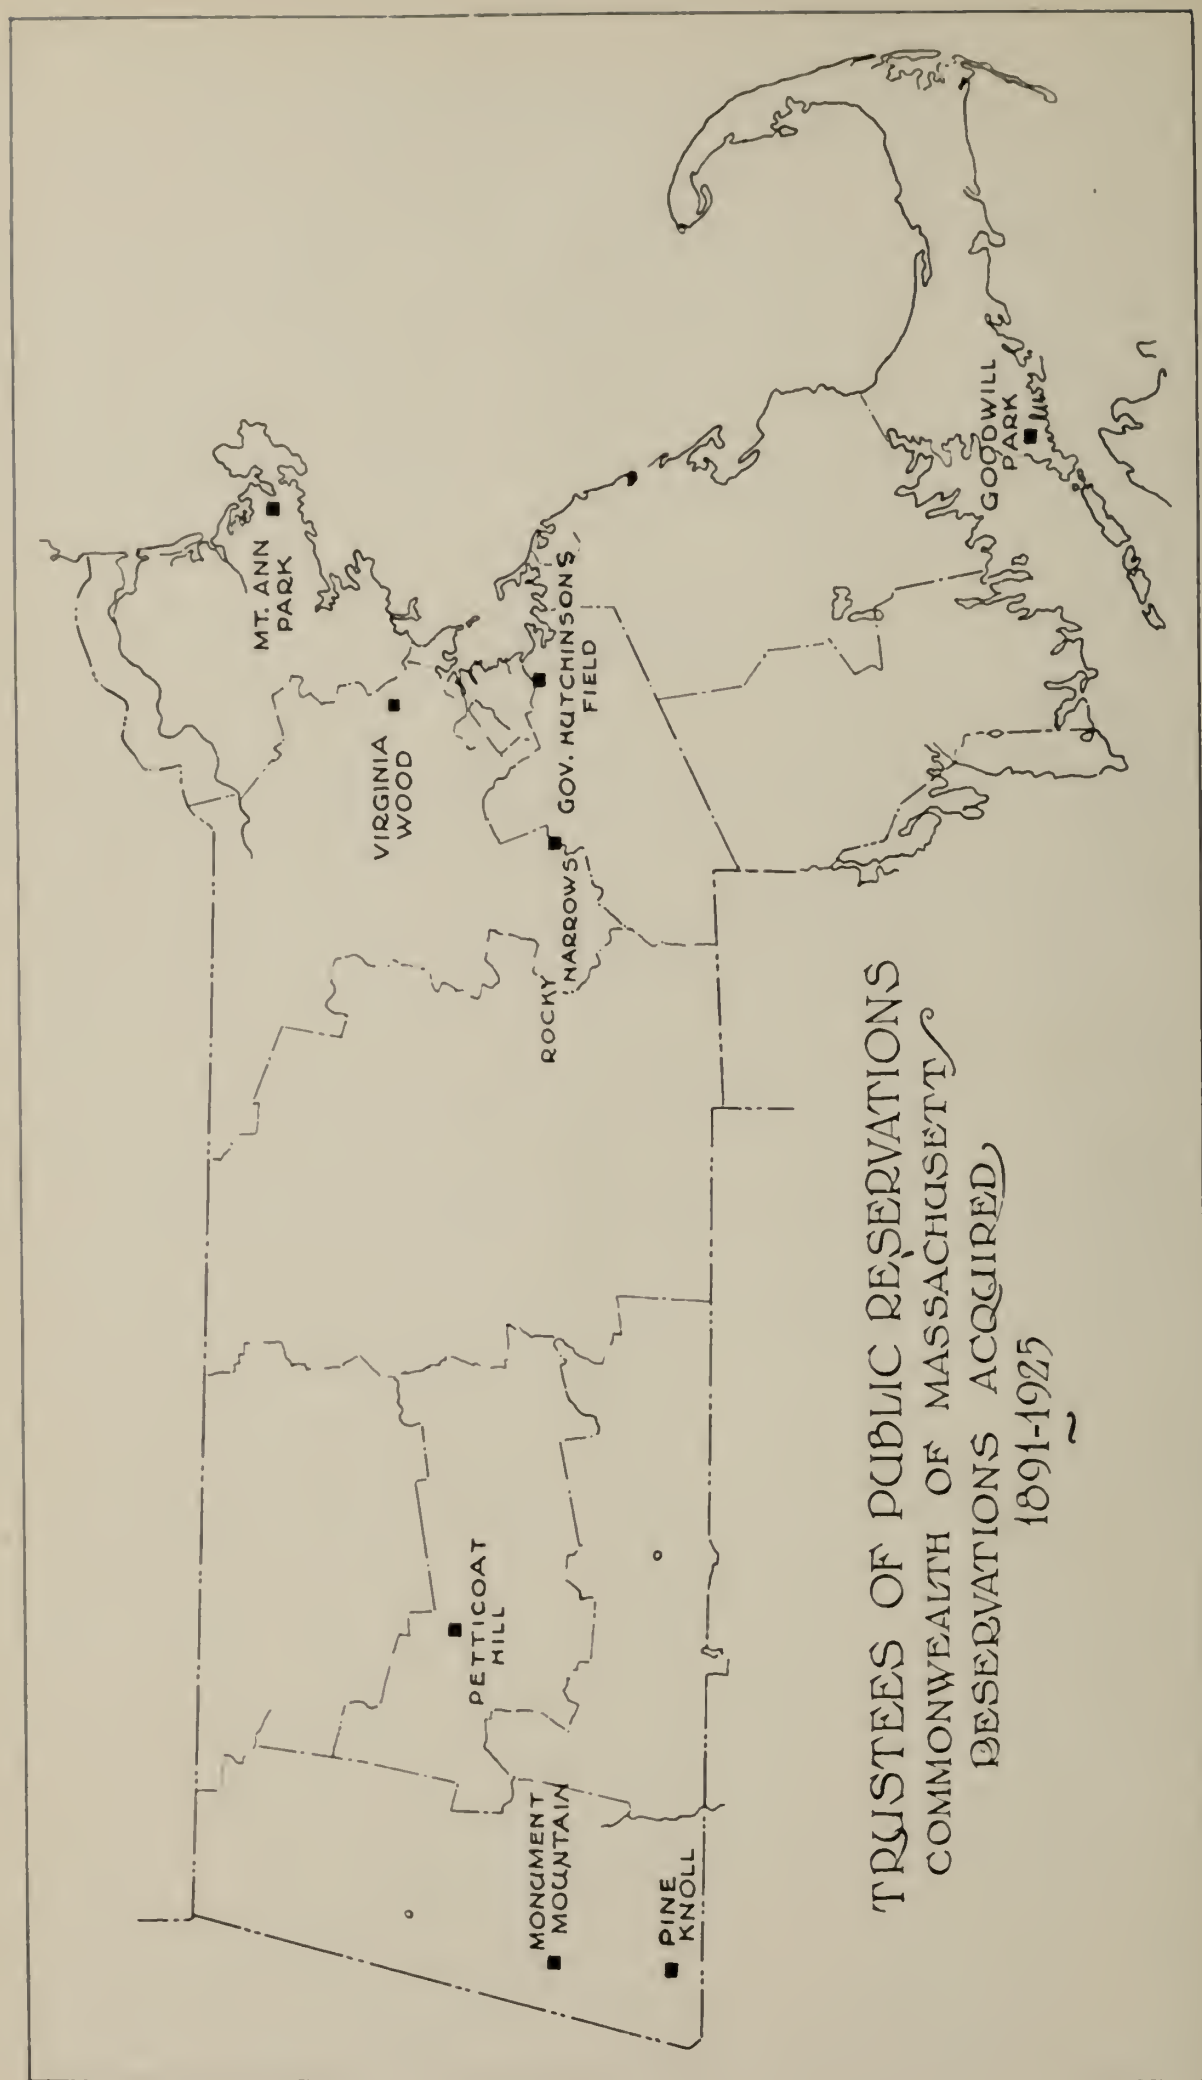 MT. ANN
PARK
VIRGINIA
WOOD
GOV. HUTCHINSONS
FIELD
ROCKY
NARROWS
GOODWILL
PARK
PETTICOAT
HILL
MONUMENT
MOUNTAIN
PINE
KNOLL
TRUSTEES OF PUBLIC RESERVATIONS
COMMONWEALTH OF MASSACHUSETTS
RESERVATIONS ACQUIRED
1891-1925